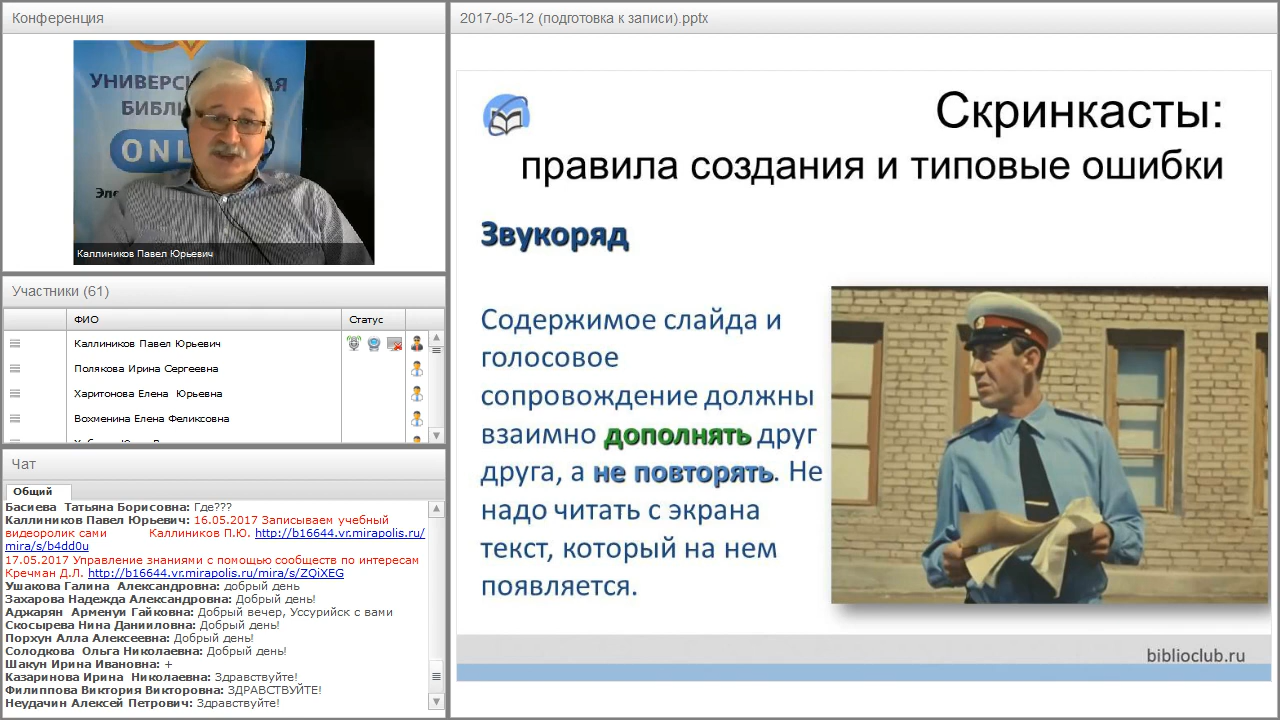 Конференция
УНИВЕРС
БИБЛ
ONL
Эле
Каллиников Павел Юрьевич
Участники (61)
ФИО
Статус
Каллиников Павел Юрьевич
Полякова Ирина Сергеевна
Харитонова Елена Юрьевна
Вохменина Елена Феликсовна
Чат
Общий
Басиева Татьяна Борисовна: Где???
Каллиников Павел Юрьевич: 16.05.2017 Записываем учебный
видеоролик сами Каллиников П.Ю. http://b16644.vr.mirapolis.ru/
mira/s/b4dd0u
17.05.2017 Управление знаниями с помощью сообществ по интересам
Кречман Д.Л. http://b16644.vr.mirapolis.ru/mira/s/ZQiXEG
Ушакова Галина Александровна: добрый день
Захарова Надежда Александровна: Добрый день!
Аджарян Арменуи Гайковна: Добрый вечер, Уссурийск с вами
Скосырева Нина Данииловна: Добрый день!
Порхун Алла Алексеевна: Добрый день!
Солодкова Ольга Николаевна: Добрый день!
Шакун Ирина Ивановна: +
Казаринова Ирина Николаевна: Здравствуйте!
Филиппова Виктория Викторовна: ЗДРАВСТВУЙТЕ!
Неудачин Алексей Петрович: Здравствуйте!
2017-05-12 (подготовка к записи).pptx
Скринкасты:
правила создания и типовые ошибки
Звукоряд
Содержимое слайда и
голосовое
сопровождение должны
взаимно дополнять друг
друга, а не повторять. Не
надо читать с экрана
текст, который на нем
появляется.
biblioclub.ru